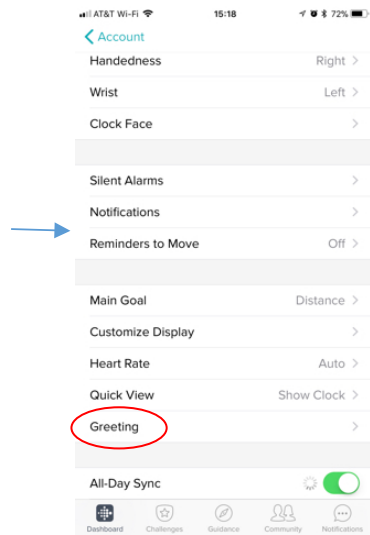 AT&T Wi-Fi 15:18 72%
Account
Handedness Right
Wrist Left
Clock Face
Silent Alarms
Notifications
Reminders to Move Off
Main Goal Distance
Customize Display
Heart Rate Auto
Quick View Show Clock
Greeting
All-Day Sync
Dashboard Challenges Guidance Community Notifications